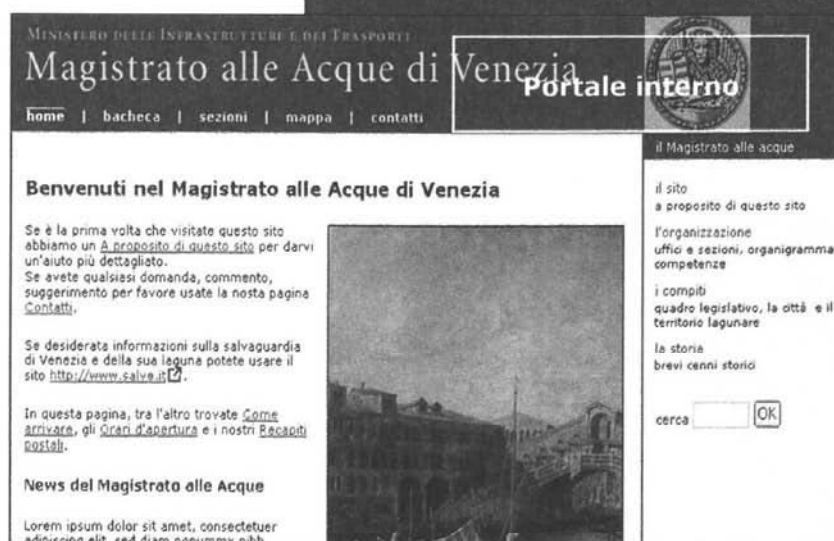 MINISTERO DELLE INFRASTRUTTURE E DEI TRASPORTI
Magistrato alle Acque di Venezia
Portale interno
home | bacheca | sezioni | mappa | contatti
il Magistrato alle acque
Benvenuti nel Magistrato alle Acque di Venezia
Se è la prima volta che visitate questo sito
abbiamo un A proposito di questo sito per darvi
un'aiuto più dettagliato.
Se avete qualsiasi domanda, commento,
suggerimento per favore usate la nosta pagina
Contatti.
Se desiderata informazioni sulla salvaguardia
di Venezia e della sua laguna potete usare il
sito http://www.salve.it.
In questa pagina, tra l'altro trovate Come
arrivare, gli Orari d'apertura e i nostri Recapiti
postali.
News del Magistrato alle Acque
Lorem ipsum dolor sit amet, consectetuer
adipiscing elit, sed diam nonummy nibh
il sito
a proposito di questo sito
l'organizzazione
uffici e sezioni, organigramma
competenze
i compiti
quadro legislativo, la città e il
territorio lagunare
la storia
brevi cenni storici
cerca OK